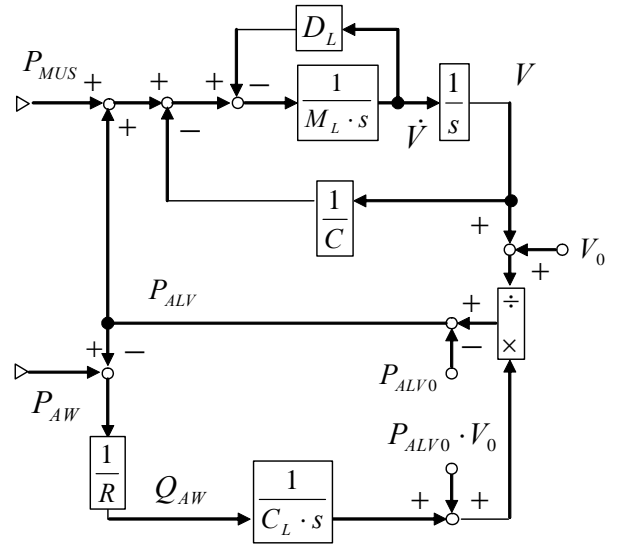 D_L
P_MUS
+ + + −
1/(M_L · s)
1/s
V
+
−
V̇
1/C
+
V_0
+
P_ALV
÷
×
+
−
P_ALV0
+
−
P_AW
P_ALV0 · V_0
1/R
Q_AW
1/(C_L · s)
+ +